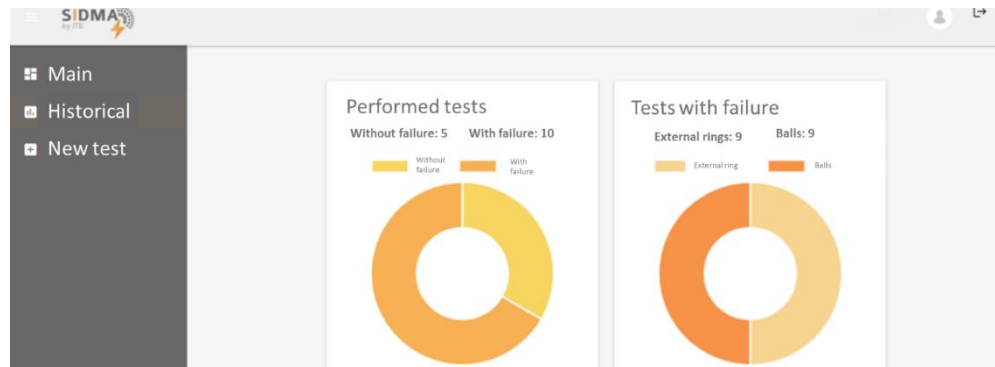 SIDMA
by ITE
Main
Historical
New test
Performed tests
Without failure: 5 With failure: 10
Without failure With failure
Tests with failure
External rings: 9 Balls: 9
External ring Balls